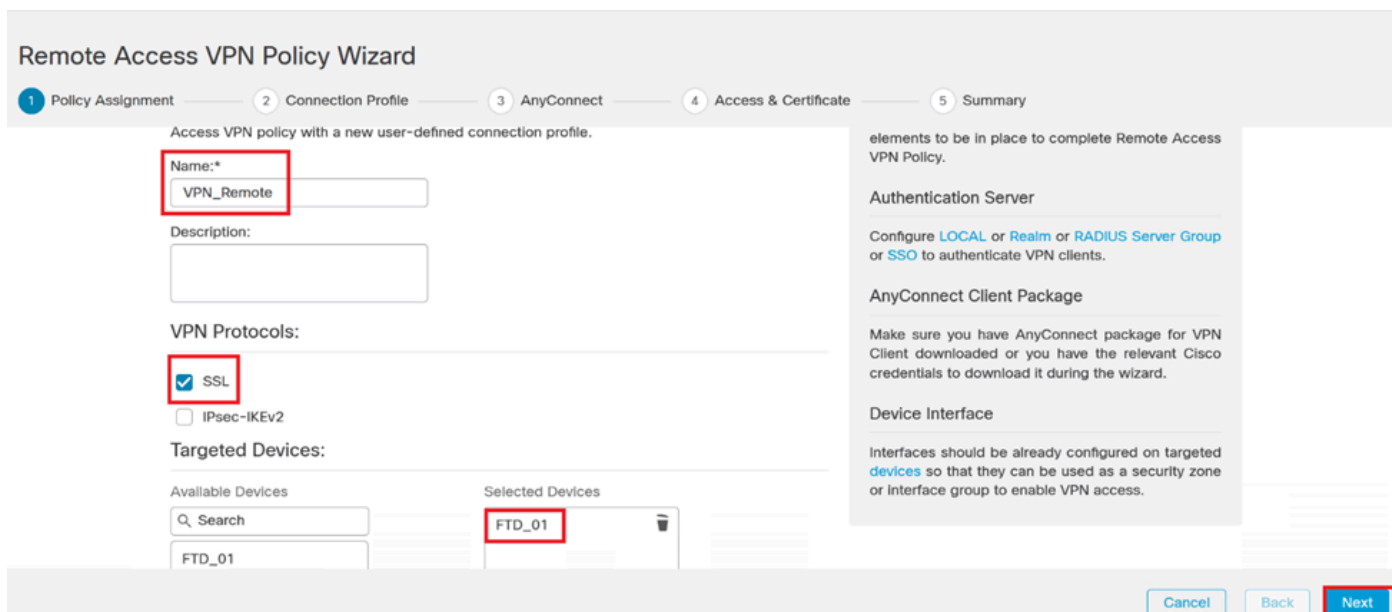 Remote Access VPN Policy Wizard
1 Policy Assignment 2 Connection Profile 3 AnyConnect 4 Access & Certificate 5 Summary
Access VPN policy with a new user-defined connection profile.
Name:*
VPN_Remote
Description:
VPN Protocols:
SSL
IPsec-IKEv2
Targeted Devices:
Available Devices
Search
FTD_01
Selected Devices
FTD_01
elements to be in place to complete Remote Access
VPN Policy.
Authentication Server
Configure LOCAL or Realm or RADIUS Server Group
or SSO to authenticate VPN clients.
AnyConnect Client Package
Make sure you have AnyConnect package for VPN
Client downloaded or you have the relevant Cisco
credentials to download it during the wizard.
Device Interface
Interfaces should be already configured on targeted
devices so that they can be used as a security zone
or interface group to enable VPN access.
Cancel Back Next